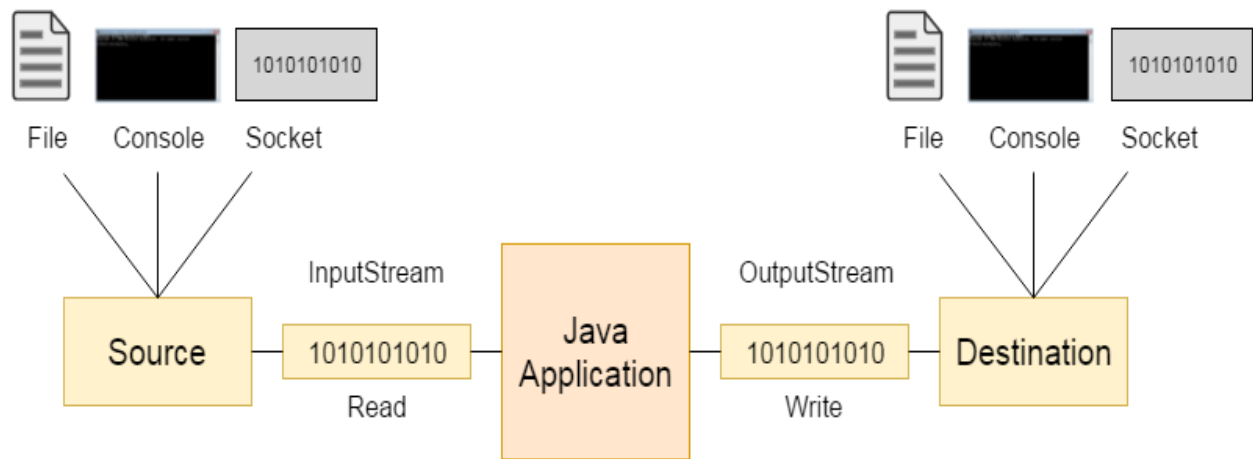 1010101010
1010101010
File Console Socket
File Console Socket
InputStream
OutputStream
Source
1010101010
Java
Application
1010101010
Destination
Read
Write